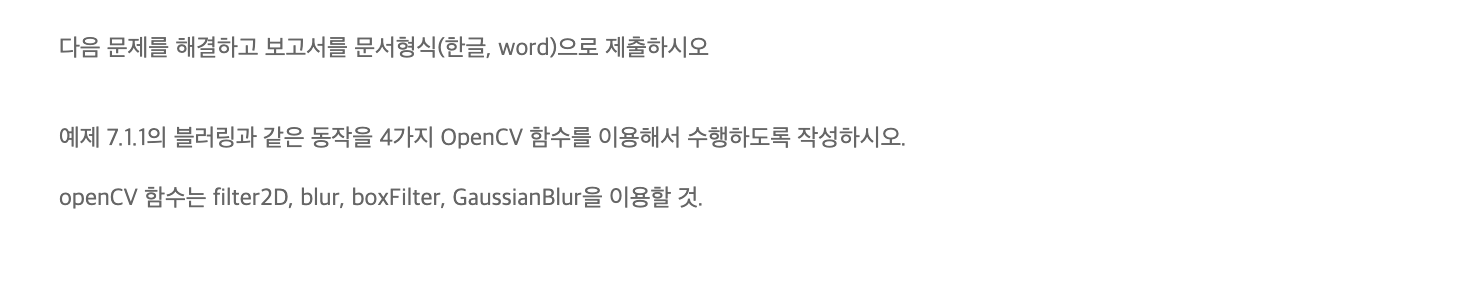 다음 문제를 해결하고 보고서를 문서형식(한글, word)으로 제출하시오
예제 7.1.1의 블러링과 같은 동작을 4가지 OpenCV 함수를 이용해서 수행하도록 작성하시오.
openCV 함수는 filter2D, blur, boxFilter, GaussianBlur을 이용할 것.